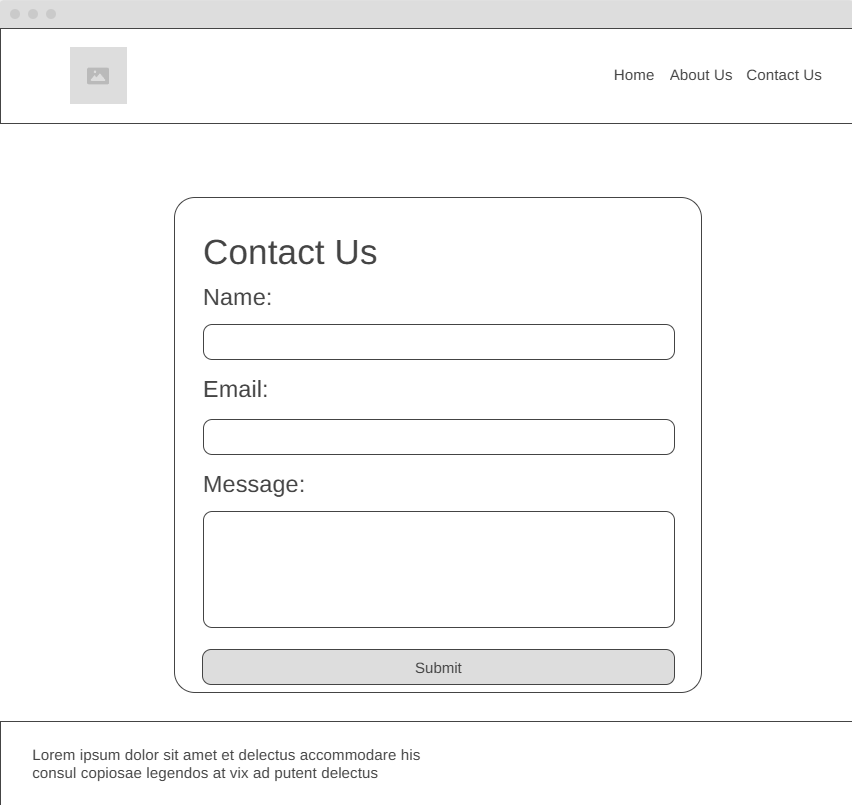 Home About Us Contact Us
Contact Us
Name:
Email:
Message:
Submit
Lorem ipsum dolor sit amet et delectus accommodare his
consul copiosae legendos at vix ad putent delectus